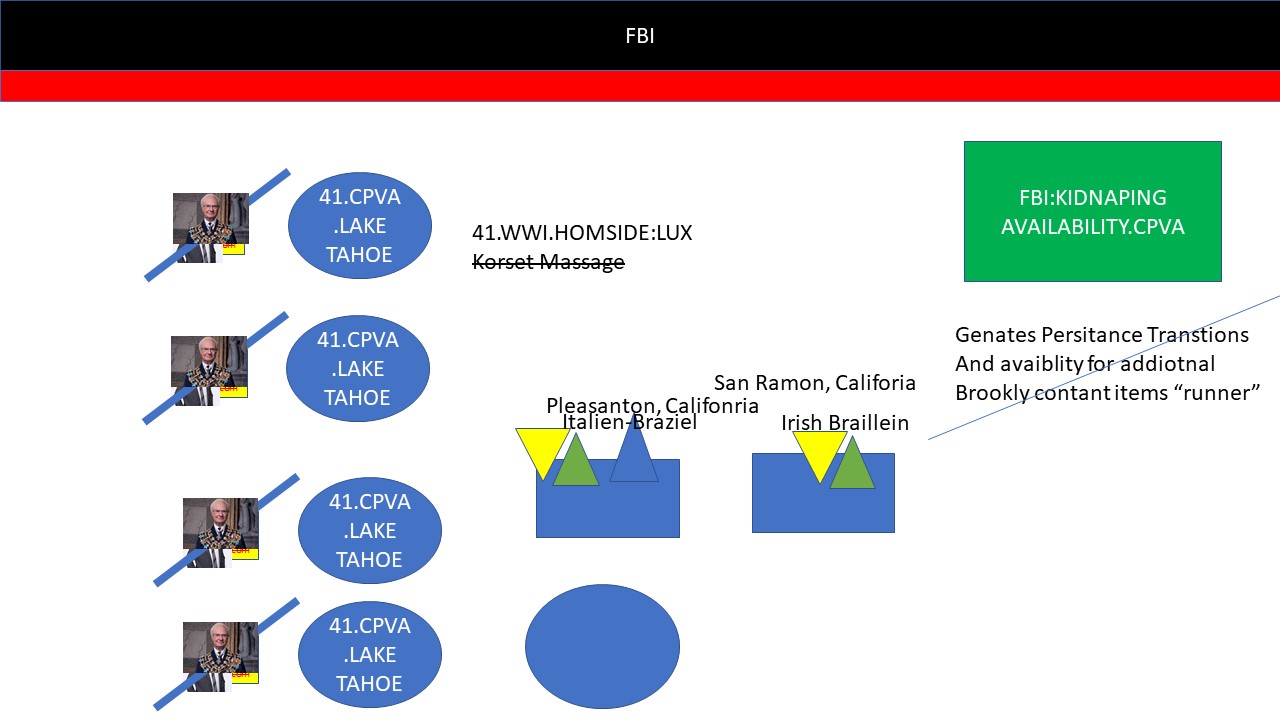 FBI
41.CPVA
.LAKE
TAHOE
41.WWI.HOMSIDE:LUX
Korset Massage
FBI:KIDNAPING
AVAILABILITY.CPVA
41.CPVA
.LAKE
TAHOE
Genates Persitance Transtions
And avaiblity for addiotnal
Brookly contant items “runner”
San Ramon, Califoria
Pleasanton, Califonria
Italien-Braziel
Irish Braillein
41.CPVA
.LAKE
TAHOE
41.CPVA
.LAKE
TAHOE